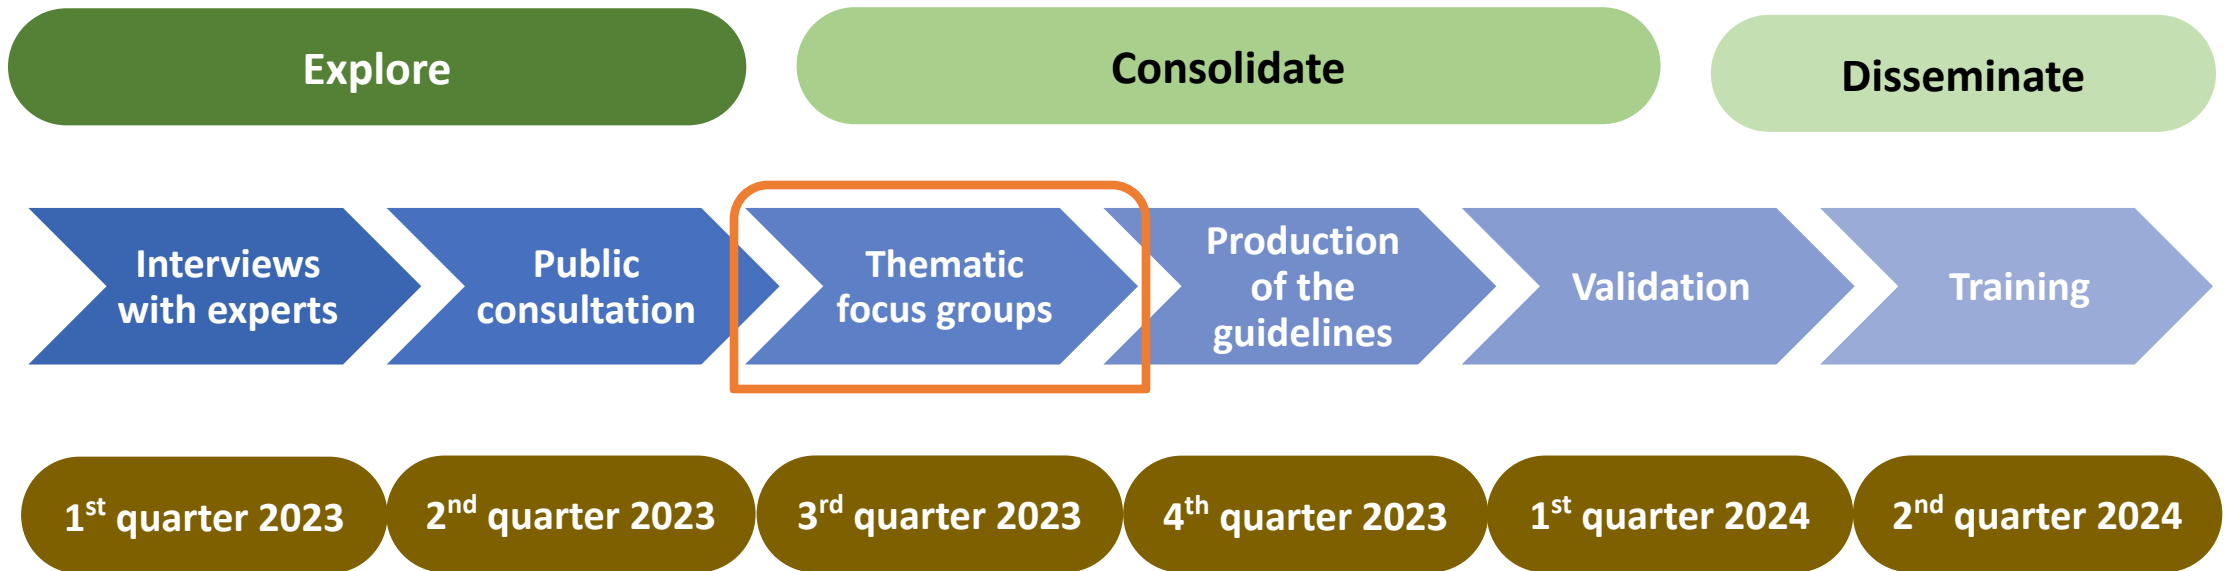 Explore
Consolidate
Disseminate
Interviews
with experts
Public
consultation
Thematic
focus groups
Production
of the
guidelines
Validation
Training
1st quarter 2023
2nd quarter 2023
3rd quarter 2023
4th quarter 2023
1st quarter 2024
2nd quarter 2024